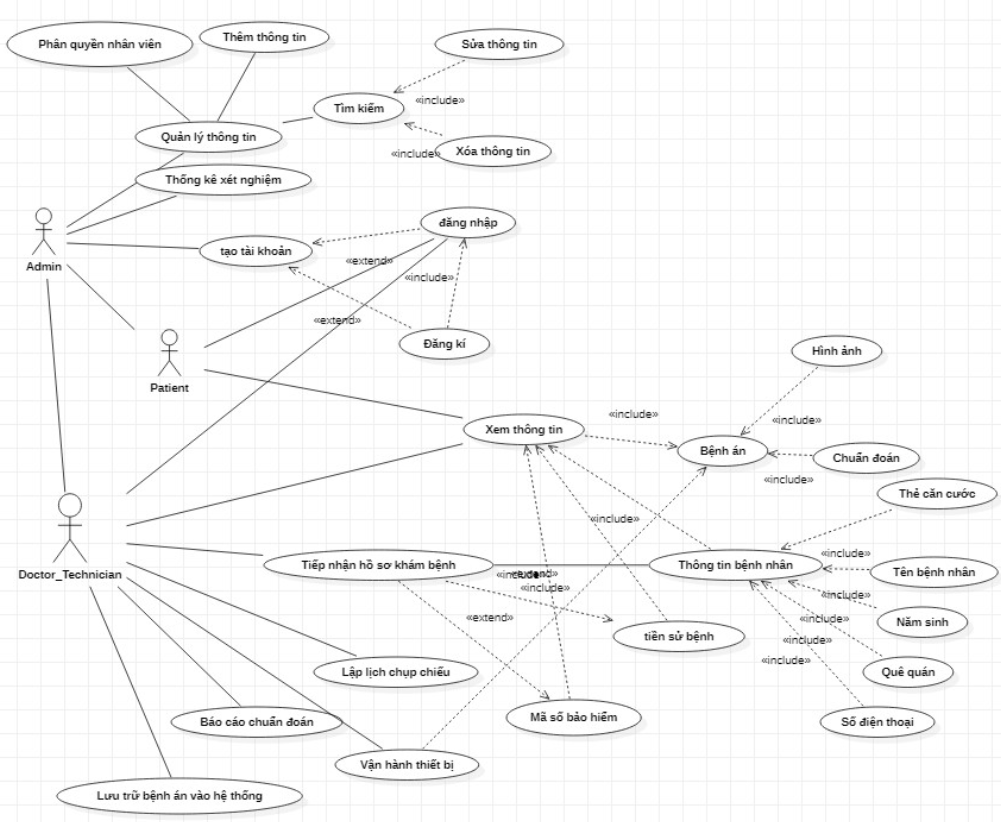 Phân quyền nhân viên
Thêm thông tin
Sửa thông tin
«include»
Tìm kiếm
Quản lý thông tin
«include»
Xóa thông tin
Thống kê xét nghiệm
đăng nhập
tạo tài khoản
Admin
«extend»
«include»
«extend»
Đăng kí
Hình ảnh
Patient
«include»
«include»
Xem thông tin
Bệnh án
Chuẩn đoán
«include»
Thẻ căn cước
«include»
«include»
Tiếp nhận hồ sơ khám bệnh
Thông tin bệnh nhân
Tên bệnh nhân
Doctor_Technician
«include»
«extend»
«include»
«include»
«extend»
«include»
Năm sinh
tiền sử bệnh
«include»
«include»
Lập lịch chụp chiếu
Quê quán
Báo cáo chuẩn đoán
Mã số bảo hiểm
Số điện thoại
Vận hành thiết bị
Lưu trữ bệnh án vào hệ thống